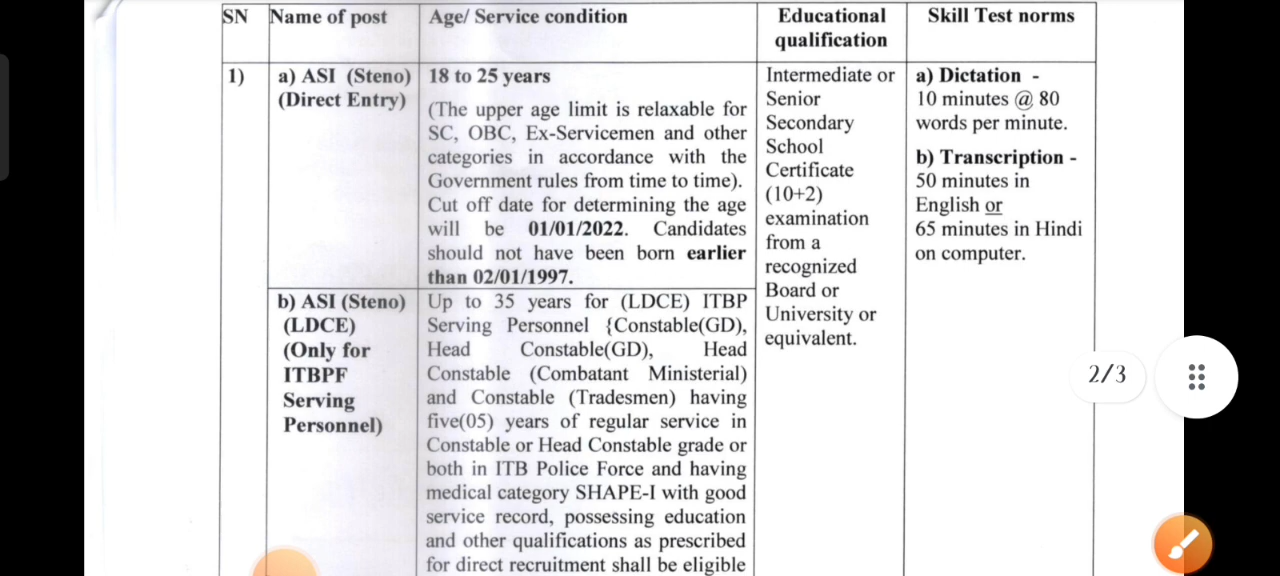 SN Name of post Age/ Service condition Educational qualification Skill Test norms
1) a) ASI (Steno)
(Direct Entry)
18 to 25 years
(The upper age limit is relaxable for
SC, OBC, Ex-Servicemen and other
categories in accordance with the
Government rules from time to time).
Cut off date for determining the age
will be 01/01/2022. Candidates
should not have been born earlier
than 02/01/1997.
Intermediate or
Senior
Secondary
School
Certificate
(10+2)
examination
from a
recognized
Board or
University or
equivalent.
a) Dictation -
10 minutes @ 80
words per minute.
b) Transcription -
50 minutes in
English or
65 minutes in Hindi
on computer.
b) ASI (Steno)
(LDCE)
(Only for
ITBPF
Serving
Personnel)
Up to 35 years for (LDCE) ITBP
Serving Personnel {Constable(GD),
Head Constable(GD), Head
Constable (Combatant Ministerial)
and Constable (Tradesmen) having
five(05) years of regular service in
Constable or Head Constable grade or
both in ITB Police Force and having
medical category SHAPE-I with good
service record, possessing education
and other qualifications as prescribed
for direct recruitment shall be eligible
2/3